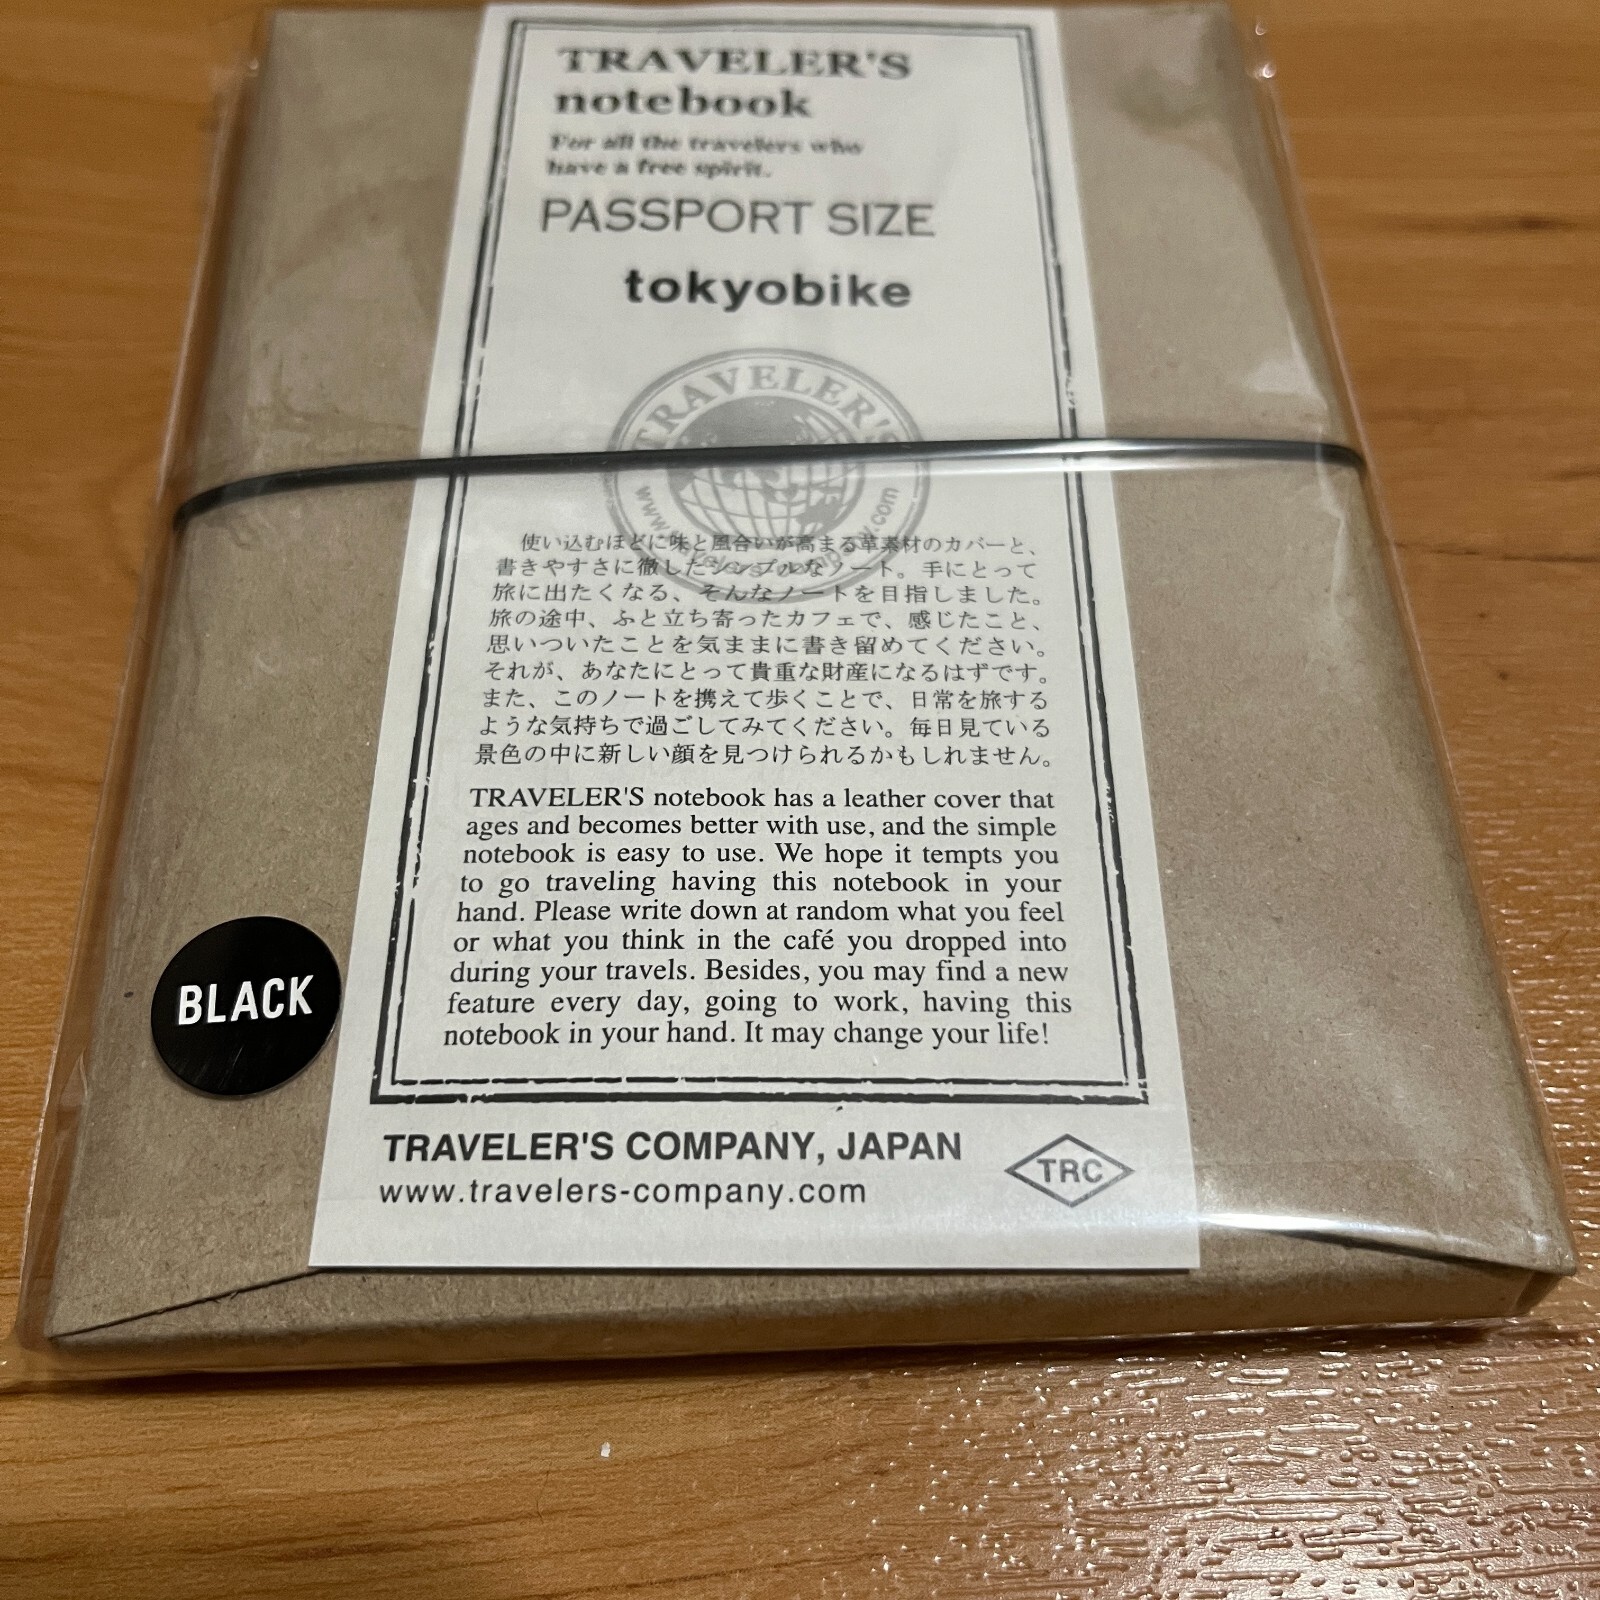 TRAVELER'S
notebook
For all the travelers who
have a free spirit.
PASSPORT SIZE
tokyobike
TRAVELER'S
使い込むほどに味と風合いが高まる革素材のカバーと、
書きやすさに徹したシンプルなノート。手にとって
旅に出たくなる、そんなノートを目指しました。
旅の途中、ふと立ち寄ったカフェで、感じたこと、
思いついたことを気ままに書き留めてください。
それが、あなたにとって貴重な財産になるはずです。
また、このノートを携えて歩くことで、日常を旅する
ような気持ちで過ごしてみてください。毎日見ている
景色の中に新しい顔を見つけられるかもしれません。
TRAVELER'S notebook has a leather cover that
ages and becomes better with use, and the simple
notebook is easy to use. We hope it tempts you
to go traveling having this notebook in your
hand. Please write down at random what you feel
or what you think in the café you dropped into
during your travels. Besides, you may find a new
feature every day, going to work, having this
notebook in your hand. It may change your life!
BLACK
TRAVELER'S COMPANY, JAPAN
www.travelers-company.com
TRC